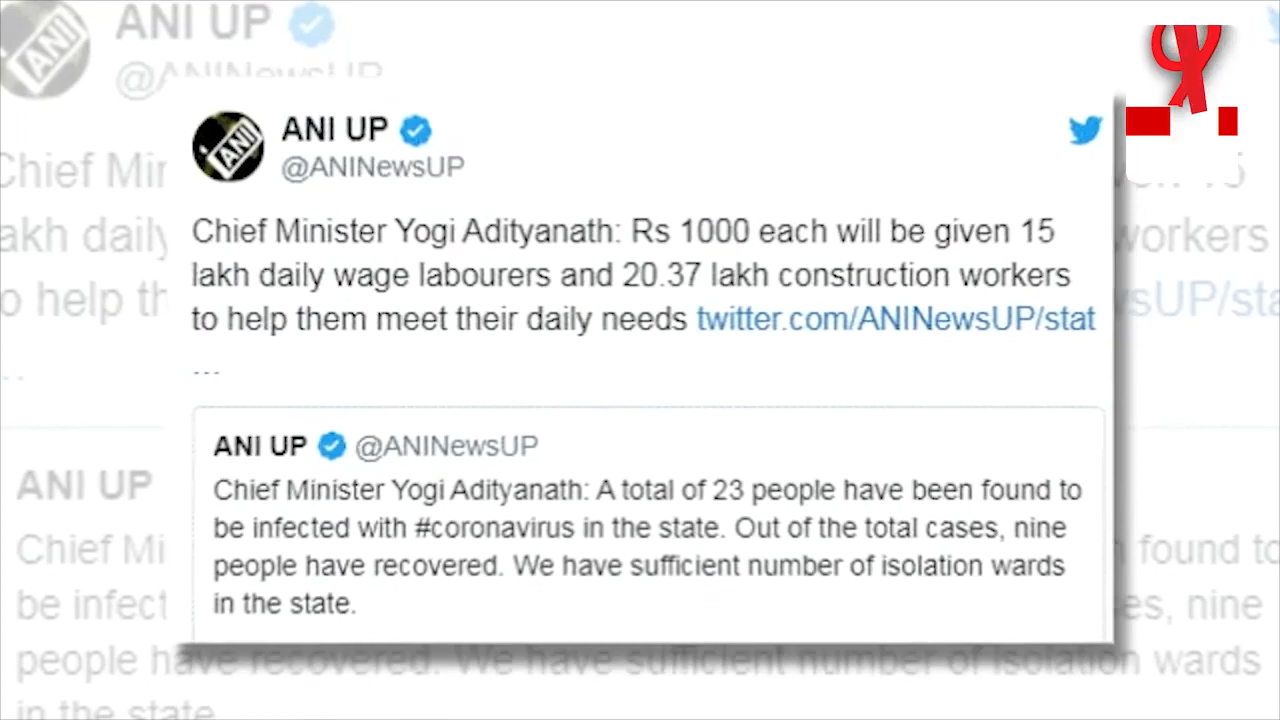 ANI UP
@ANINewsUP
Chief Minister Yogi Adityanath: Rs 1000 each will be given 15
lakh daily wage labourers and 20.37 lakh construction workers
to help them meet their daily needs twitter.com/ANINewsUP/stat
...
ANI UP @ANINewsUP
Chief Minister Yogi Adityanath: A total of 23 people have been found to
be infected with #coronavirus in the state. Out of the total cases, nine
people have recovered. We have sufficient number of isolation wards
in the state.